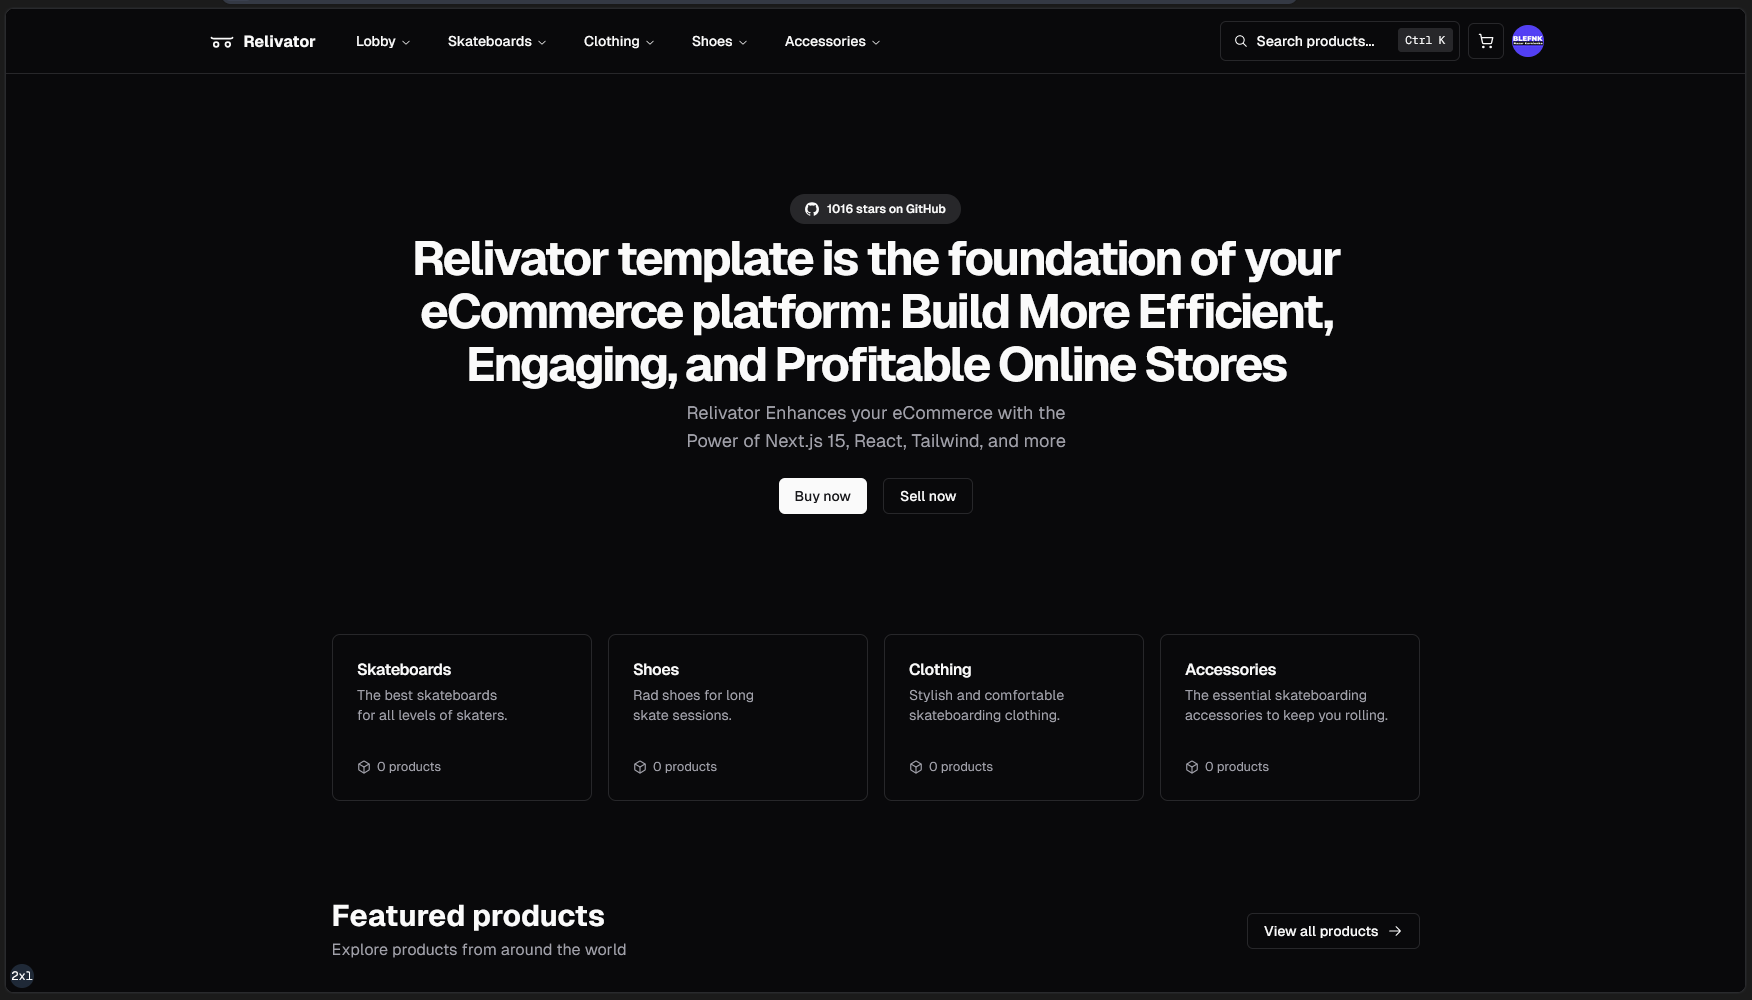 Relivator
Lobby
Skateboards
Clothing
Shoes
Accessories
Search products...
Ctrl K
BLEFNK
1016 stars on GitHub
Relivator template is the foundation of your
eCommerce platform: Build More Efficient,
Engaging, and Profitable Online Stores
Relivator Enhances your eCommerce with the
Power of Next.js 15, React, Tailwind, and more
Buy now
Sell now
Skateboards
The best skateboards
for all levels of skaters.
0 products
Shoes
Rad shoes for long
skate sessions.
0 products
Clothing
Stylish and comfortable
skateboarding clothing.
0 products
Accessories
The essential skateboarding
accessories to keep you rolling.
0 products
Featured products
Explore products from around the world
View all products
2xl